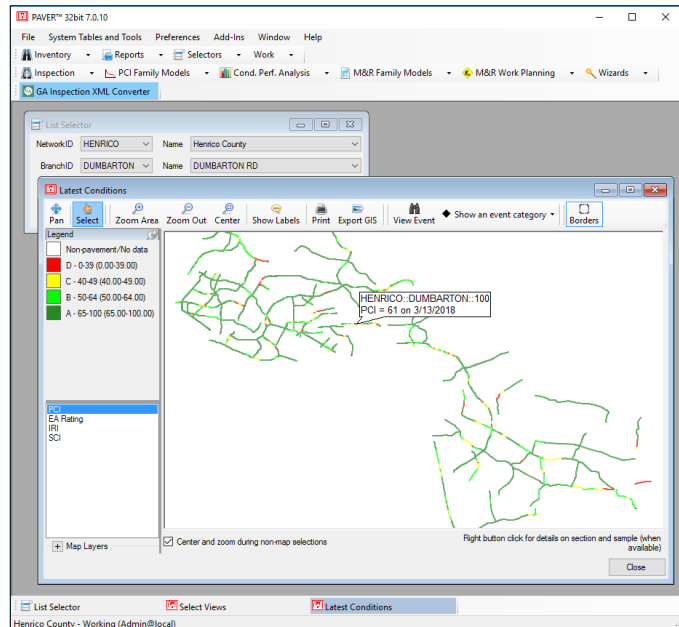 PAVER™ 32bit 7.0.10
File System Tables and Tools Preferences Add-Ins Window Help
Inventory Reports Selectors Work
Inspection PCI Family Models Cond. Perf. Analysis M&R Family Models M&R Work Planning Wizards
GA Inspection XML Converter
List Selector
NetworkID HENRICO Name Henrico County
BranchID DUMBARTON Name DUMBARTON RD
Latest Conditions
Pan Select Zoom Area Zoom Out Center Show Labels Print Export GIS View Event Show an event category Borders
Legend
Non-pavement/No data
D - 0-39 (0.00-39.00)
C - 40-49 (40.00-49.00)
B - 50-64 (50.00-64.00)
A - 65-100 (65.00-100.00)
HENRICO::DUMBARTON::100
PCI = 61 on 3/13/2018
PCI
EA Rating
IRI
SCI
+ Map Layers
Center and zoom during non-map selections
Right button click for details on section and sample (when
available)
Close
List Selector Select Views Latest Conditions
Henrico County - Working (Admin@local)